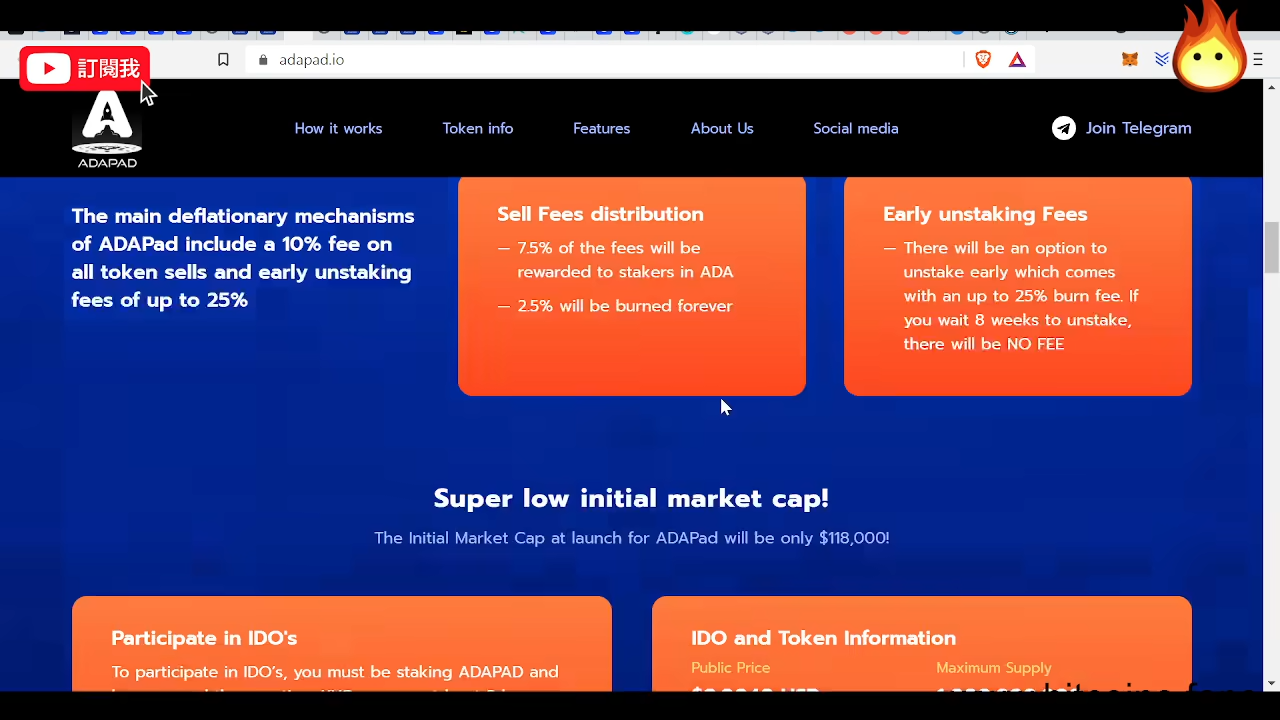 訂閱我
adapad.io
ADAPAD
How it works
Token info
Features
About Us
Social media
Join Telegram
The main deflationary mechanisms
of ADAPad include a 10% fee on
all token sells and early unstaking
fees of up to 25%
Sell Fees distribution
— 7.5% of the fees will be
rewarded to stakers in ADA
— 2.5% will be burned forever
Early unstaking Fees
— There will be an option to
unstake early which comes
with an up to 25% burn fee. If
you wait 8 weeks to unstake,
there will be NO FEE
Super low initial market cap!
The Initial Market Cap at launch for ADAPad will be only $118,000!
Participate in IDO's
To participate in IDO's, you must be staking ADAPAD and
IDO and Token Information
Public Price
Maximum Supply